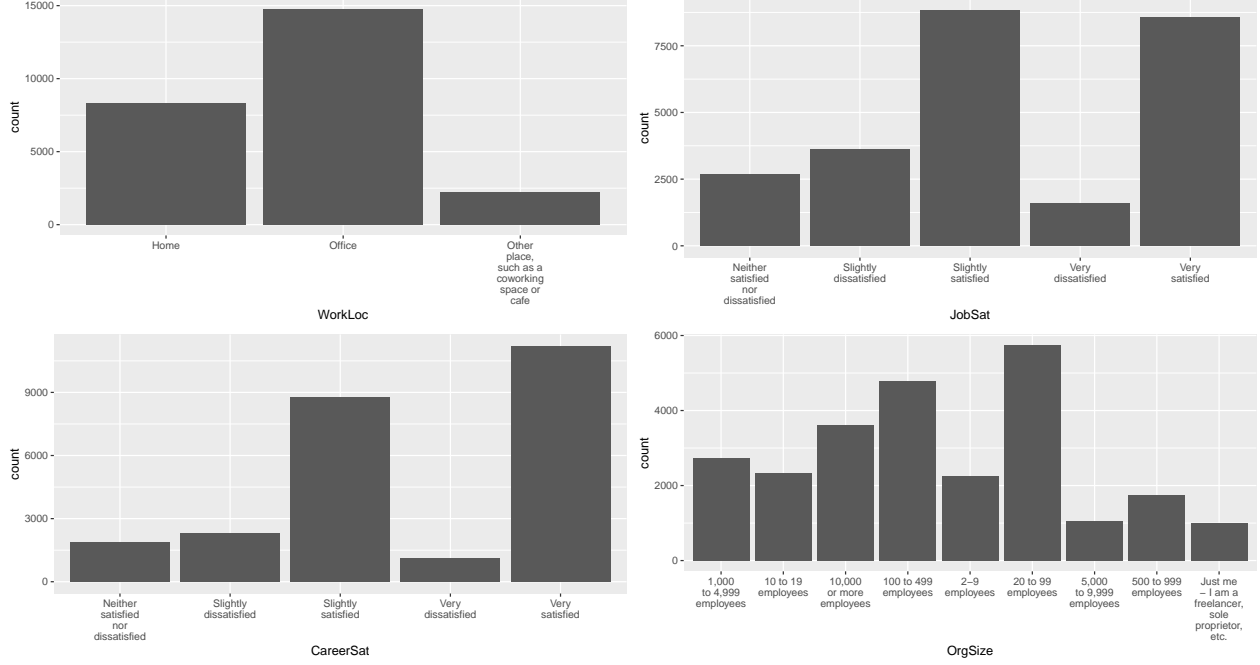 15000
10000
5000
0
count
Home
Office
Other
place,
such as a
coworking
space or
cafe
WorkLoc
7500
5000
2500
0
count
Neither
satisfied
nor
dissatisfied
Slightly
dissatisfied
Slightly
satisfied
Very
dissatisfied
Very
satisfied
JobSat
9000
6000
3000
0
count
Neither
satisfied
nor
dissatisfied
Slightly
dissatisfied
Slightly
satisfied
Very
dissatisfied
Very
satisfied
CareerSat
6000
4000
2000
0
count
1,000
to 4,999
employees
10 to 19
employees
10,000
or more
employees
100 to 499
employees
2–9
employees
20 to 99
employees
5,000
to 9,999
employees
500 to 999
employees
Just me
– I am a
freelancer,
sole
proprietor,
etc.
OrgSize